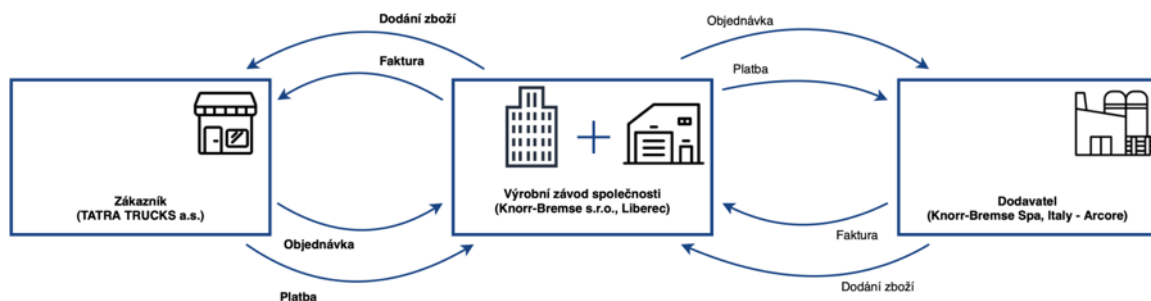 Dodání zboží
Faktura
Objednávka
Platba
Zákazník
(TATRA TRUCKS a.s.)
Výrobní závod společnosti
(Knorr-Bremse s.r.o., Liberec)
Dodavatel
(Knorr-Bremse Spa, Italy - Arcore)
Objednávka
Platba
Faktura
Dodání zboží